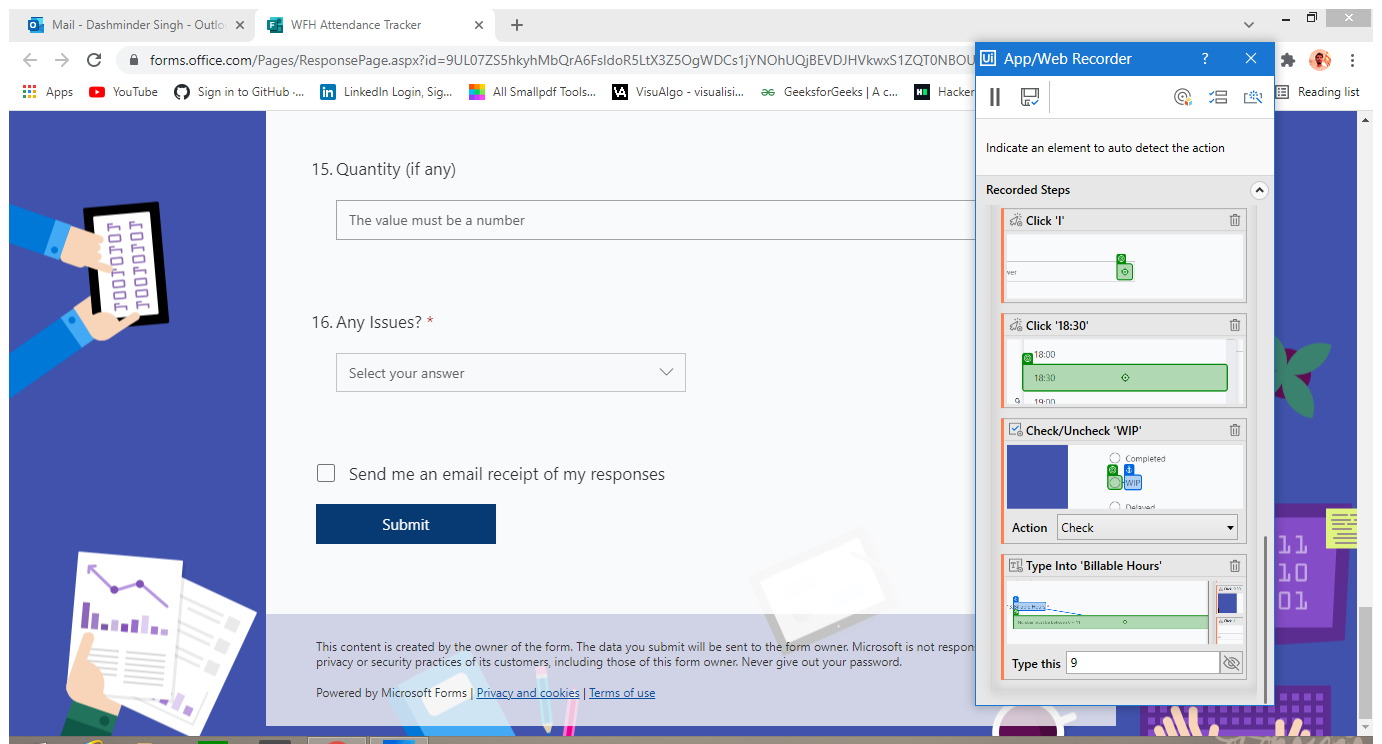 Mail - Dashminder Singh - Outlo
WFH Attendance Tracker
forms.office.com/Pages/ResponsePage.aspx?id=9UL07ZS5hkyhMbQrA6FsIdoR5LtX3Z5OgWDCs1jYNOhUQjBEVDJHVkwxS1ZQT0NBOU
Apps
YouTube
Sign in to GitHub ·...
LinkedIn Login, Sig...
All Smallpdf Tools...
VisuAlgo - visualisi...
GeeksforGeeks | A c...
Hacker
Reading list
15. Quantity (if any)
The value must be a number
16. Any Issues? *
Select your answer
Send me an email receipt of my responses
Submit
This content is created by the owner of the form. The data you submit will be sent to the form owner. Microsoft is not respon
privacy or security practices of its customers, including those of this form owner. Never give out your password.
Powered by Microsoft Forms | Privacy and cookies | Terms of use
Ui App/Web Recorder ?
Indicate an element to auto detect the action
Recorded Steps
Click 'I'
wer
Click '18:30'
18:00
18:30
9 19:00
Check/Uncheck 'WIP'
Completed
WIP
Delayed
Action Check
Type Into 'Billable Hours'
Type this 9
11
10
01